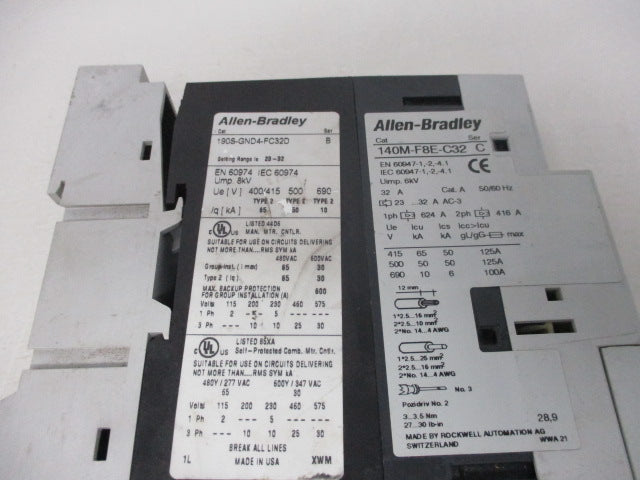 Allen-Bradley
Cat Ser
190S-GND4-FC32D B
Setting Range is 23-32
EN 60974 IEC 60974
Uimp. 8kV
Ue [V] 400/415 500 690
TYPE 2 TYPE 2 TYPE 2
Iq [kA] 65 50 10
LISTED 44D6
MAN. MTR. CNTRL.
SUITABLE FOR USE ON CIRCUITS DELIVERING
NOT MORE THAN....RMS SYM kA
480VAC 600VAC
Group inst. ( i max) 65 30
Type 2 ( Iq) 65 30
MAX. BACKUP PROTECTION
FOR GROUP INSTALLATION (A) 600
Volts 115 200 230 460 575
1 Ph 2 -5 5 - -
3 Ph - 10 10 25 30
LISTED 85XA
Self-Protected Comb. Mtr. Cntlr.
SUITABLE FOR USE ON CIRCUITS DELIVERING
NOT MORE THAN....RMS SYM kA
480Y/277 VAC 600Y/347 VAC
65 30
Volts 115 200 230 460 575
1 Ph 2 - 5 - -
3 Ph - 10 10 25 30
BREAK ALL LINES
1L MADE IN USA XWM
Allen-Bradley
Cat Ser
140M-F8E-C32 C
EN 60947-1,-2,-4.1
IEC 60947-1,-2,-4.1
Uimp. 6kV
CE
32 A Cat. A 50/60 Hz
23 ...32 A AC-3
1ph 624 A 2ph 416 A
Ue Icu Ics Icc>Icu
V kA kA gL/gG max
415 65 50 125A
500 50 50 125A
690 10 6 100A
12 mm
1*2.5...16 mm²
2*2.5...10 mm²
2*No. 14...4 AWG
1*2.5...25 mm²
2*2.5...16 mm²
2*No. 14...4 AWG
No. 3
Pozidriv No. 2
3...3.5 Nm
27...30 lb-in 28,9
MADE BY ROCKWELL AUTOMATION AG
SWITZERLAND WWA 21